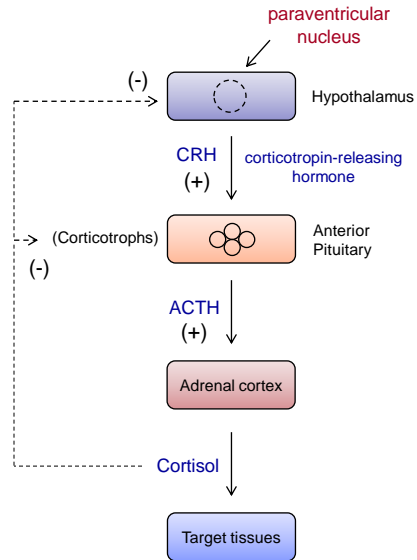 paraventricular
nucleus
(-)
Hypothalamus
CRH
(+)
corticotropin-releasing
hormone
(Corticotrophs)
(-)
Anterior
Pituitary
ACTH
(+)
Adrenal cortex
Cortisol
Target tissues